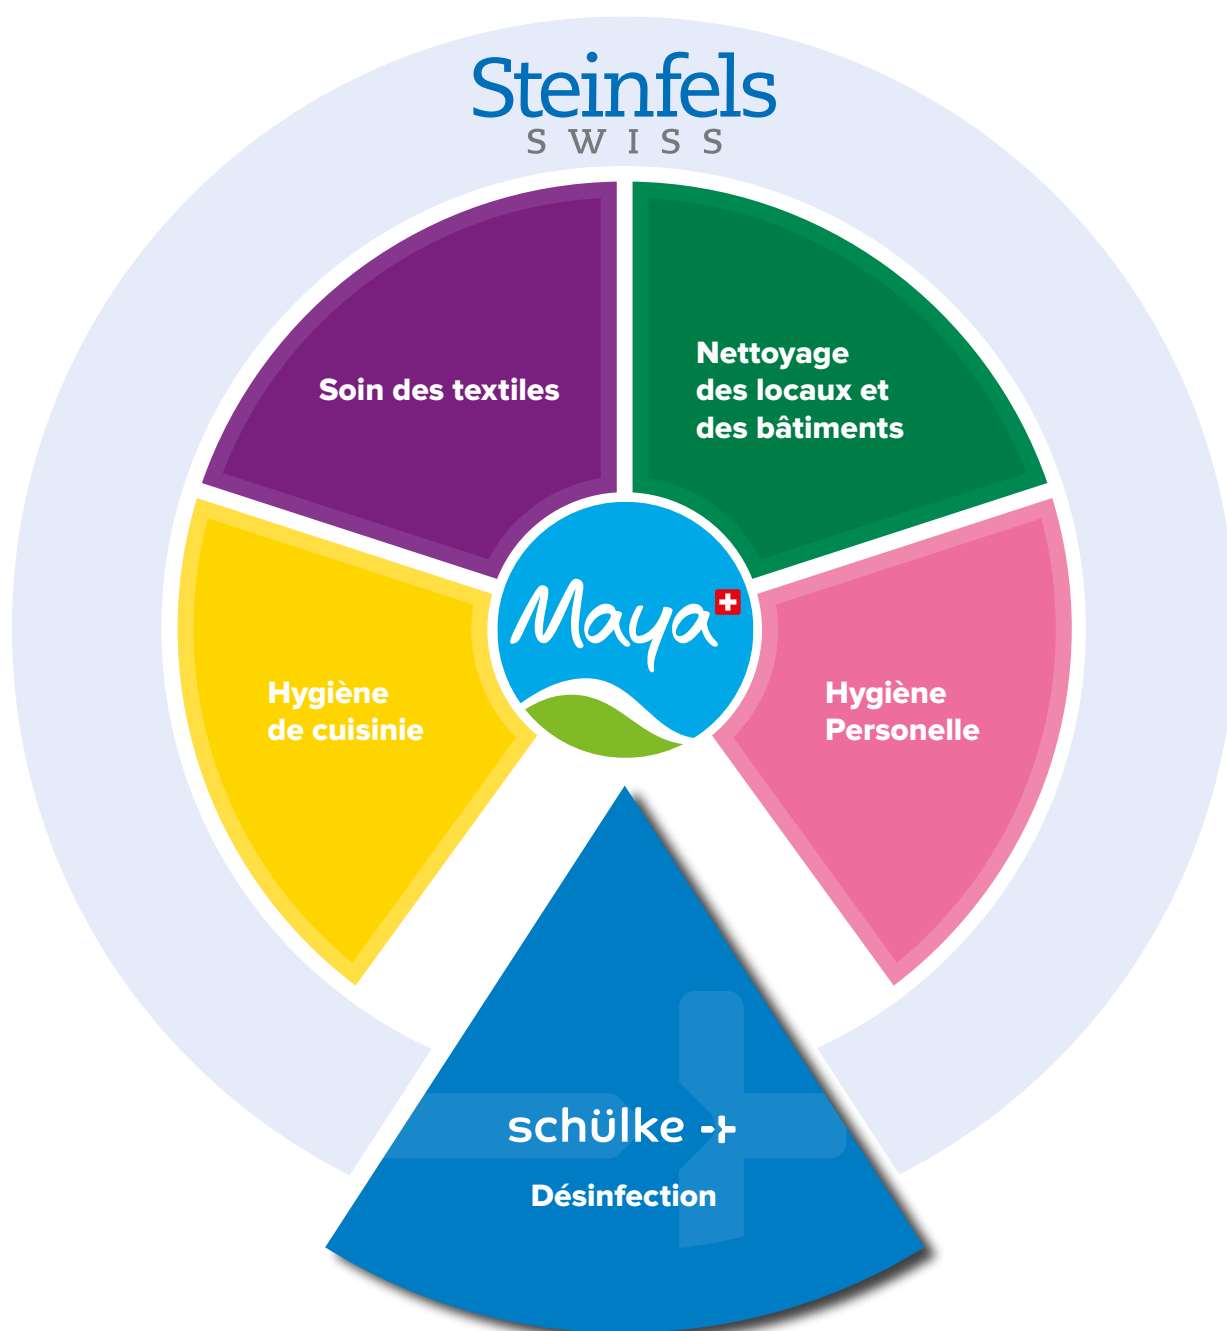 Steinfels
SWISS
Soin des textiles
Nettoyage
des locaux et
des bâtiments
Maya
Hygiène
de cuisinie
Hygiène
Personelle
schülke
Désinfection